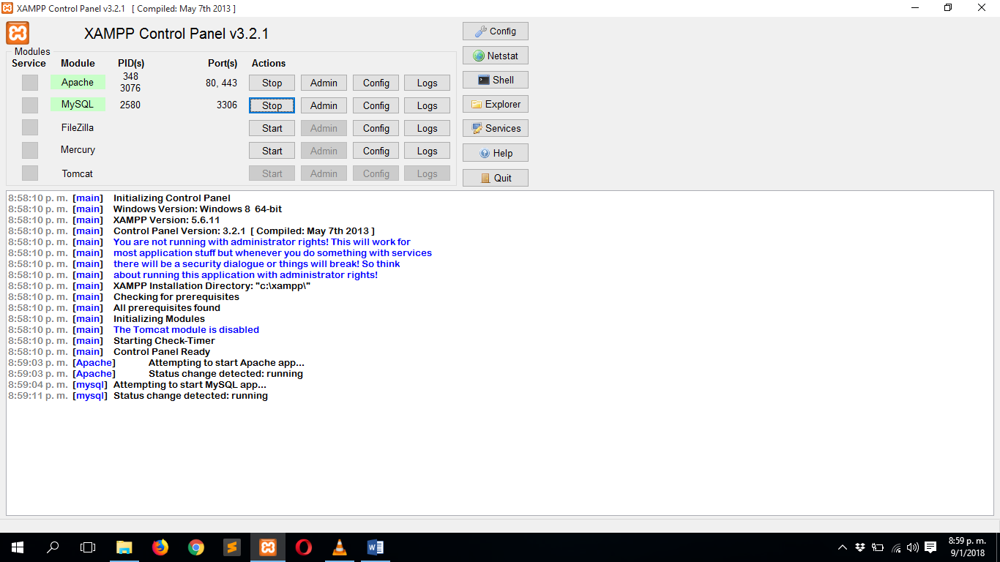 XAMPP Control Panel v3.2.1 [ Compiled: May 7th 2013 ]
XAMPP Control Panel v3.2.1
Config
Netstat
Shell
Explorer
Services
Help
Quit
Modules
Service Module PID(s) Port(s) Actions
Apache 348 3076 80, 443 Stop Admin Config Logs
MySQL 2580 3306 Stop Admin Config Logs
FileZilla Start Admin Config Logs
Mercury Start Admin Config Logs
Tomcat Start Admin Config Logs
8:58:10 p. m. [main] Initializing Control Panel
8:58:10 p. m. [main] Windows Version: Windows 8 64-bit
8:58:10 p. m. [main] XAMPP Version: 5.6.11
8:58:10 p. m. [main] Control Panel Version: 3.2.1 [ Compiled: May 7th 2013 ]
8:58:10 p. m. [main] You are not running with administrator rights! This will work for
8:58:10 p. m. [main] most application stuff but whenever you do something with services
8:58:10 p. m. [main] there will be a security dialogue or things will break! So think
8:58:10 p. m. [main] about running this application with administrator rights!
8:58:10 p. m. [main] XAMPP Installation Directory: "c:\xampp\"
8:58:10 p. m. [main] Checking for prerequisites
8:58:10 p. m. [main] All prerequisites found
8:58:10 p. m. [main] Initializing Modules
8:58:10 p. m. [main] The Tomcat module is disabled
8:58:10 p. m. [main] Starting Check-Timer
8:58:10 p. m. [main] Control Panel Ready
8:59:03 p. m. [Apache] Attempting to start Apache app...
8:59:03 p. m. [Apache] Status change detected: running
8:59:04 p. m. [mysql] Attempting to start MySQL app...
8:59:11 p. m. [mysql] Status change detected: running
8:59 p. m.
9/1/2018